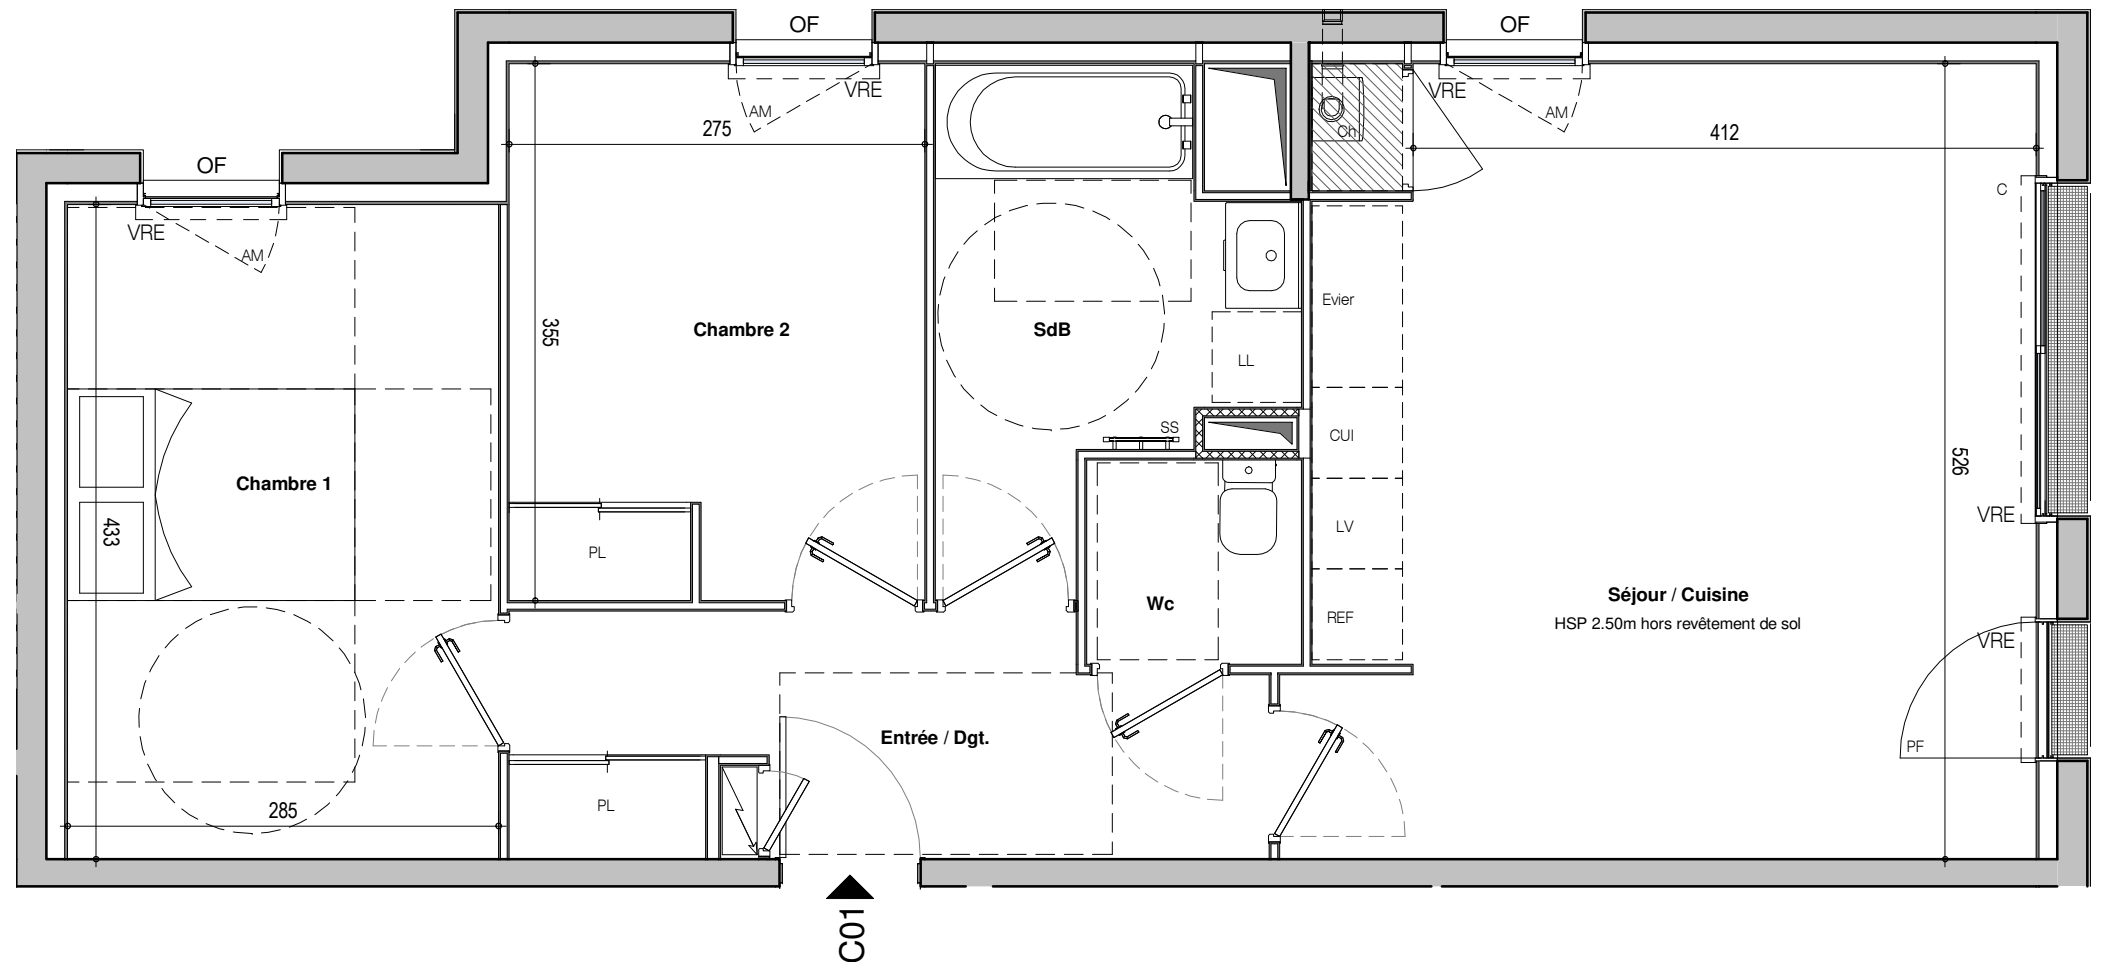 OF
OF
VRE
AM
VRE
AM
275
412
Ch
OF
C
VRE
AM
Evier
355
Chambre 2
SdB
LL
SS
CUI
526
Chambre 1
433
VRE
LV
PL
Séjour / Cuisine
Wc
REF
HSP 2.50m hors revêtement de sol
VRE
Entrée / Dgt.
PF
285
PL
C01